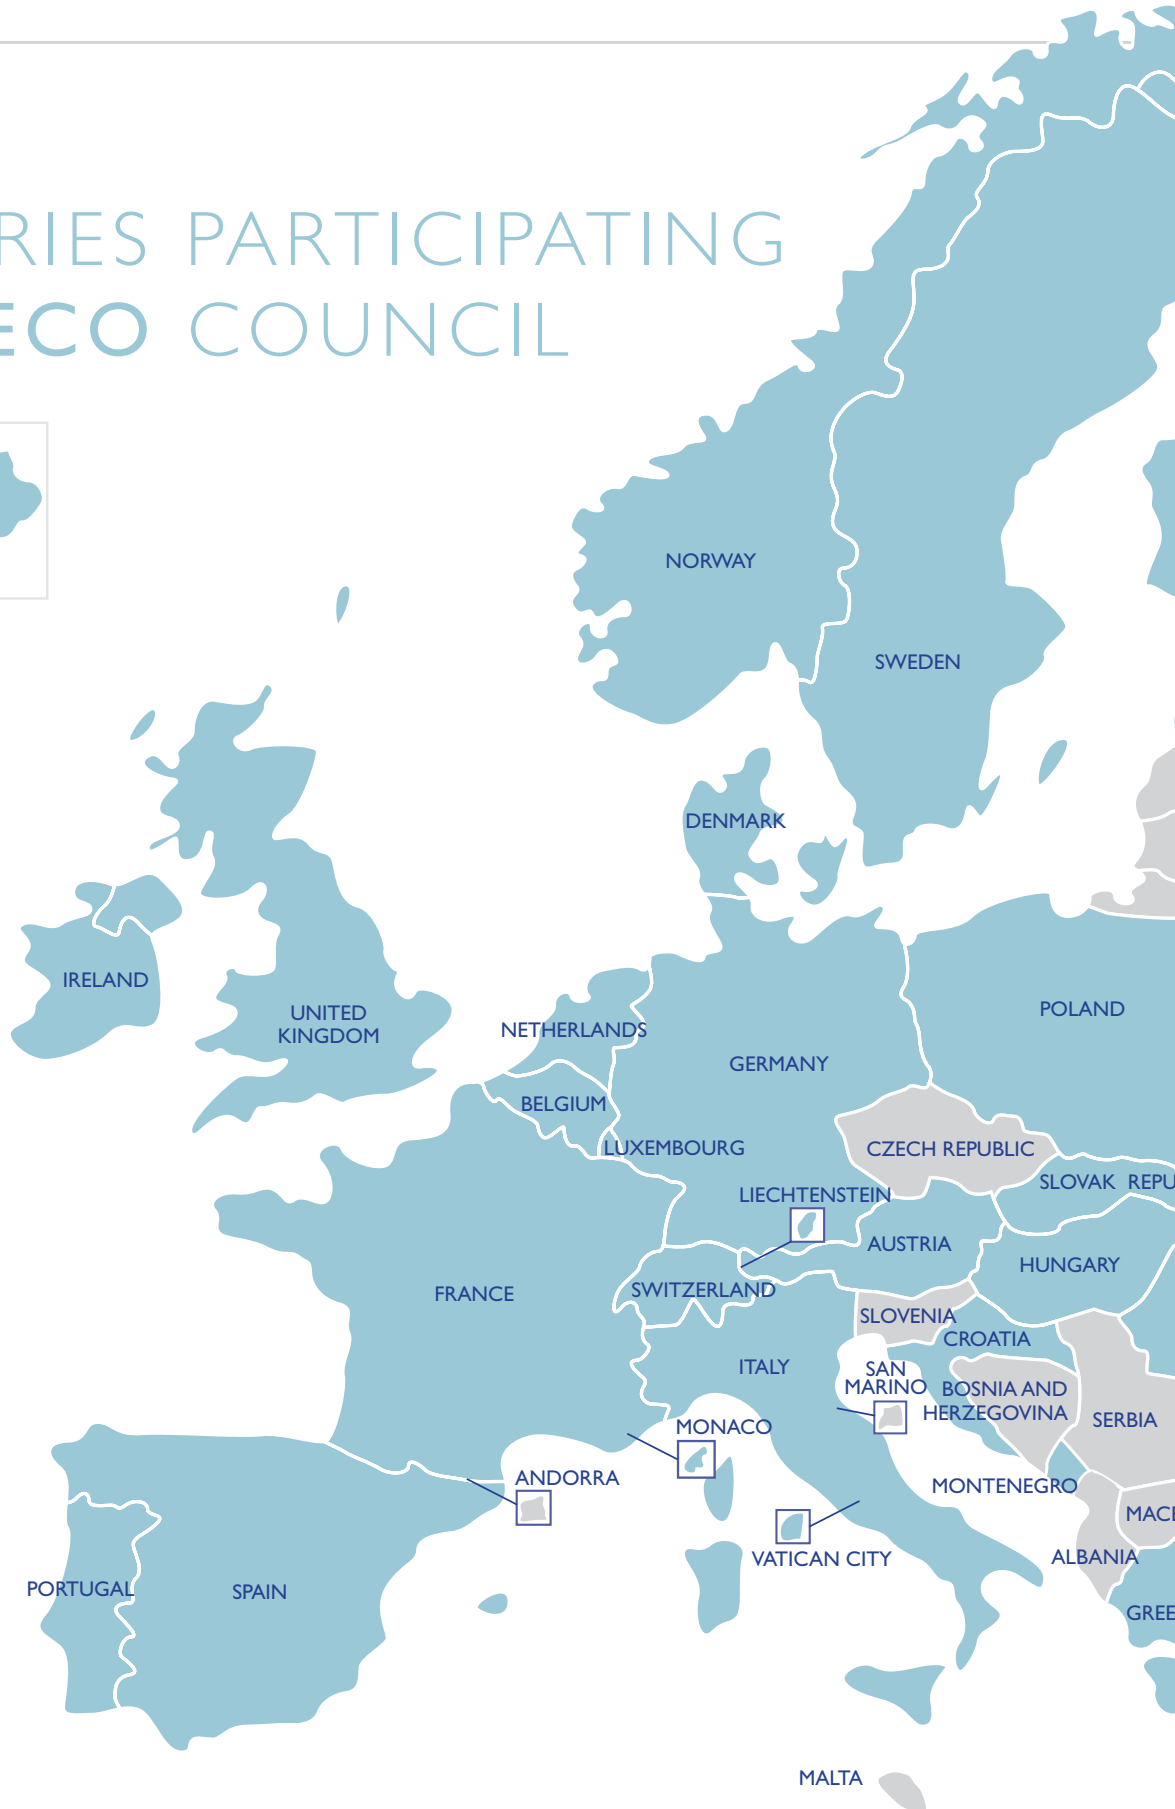 RIES PARTICIPATING
ECO COUNCIL
NORWAY
SWEDEN
DENMARK
IRELAND
UNITED
KINGDOM
NETHERLANDS
POLAND
GERMANY
BELGIUM
LUXEMBOURG
CZECH REPUBLIC
SLOVAK REPU
LIECHTENSTEIN
AUSTRIA
HUNGARY
FRANCE
SWITZERLAND
SLOVENIA
CROATIA
ITALY
SAN
MARINO
BOSNIA AND
HERZEGOVINA
SERBIA
MONACO
ANDORRA
MONTENEGRO
MACE
VATICAN CITY
ALBANIA
PORTUGAL
SPAIN
GREE
MALTA